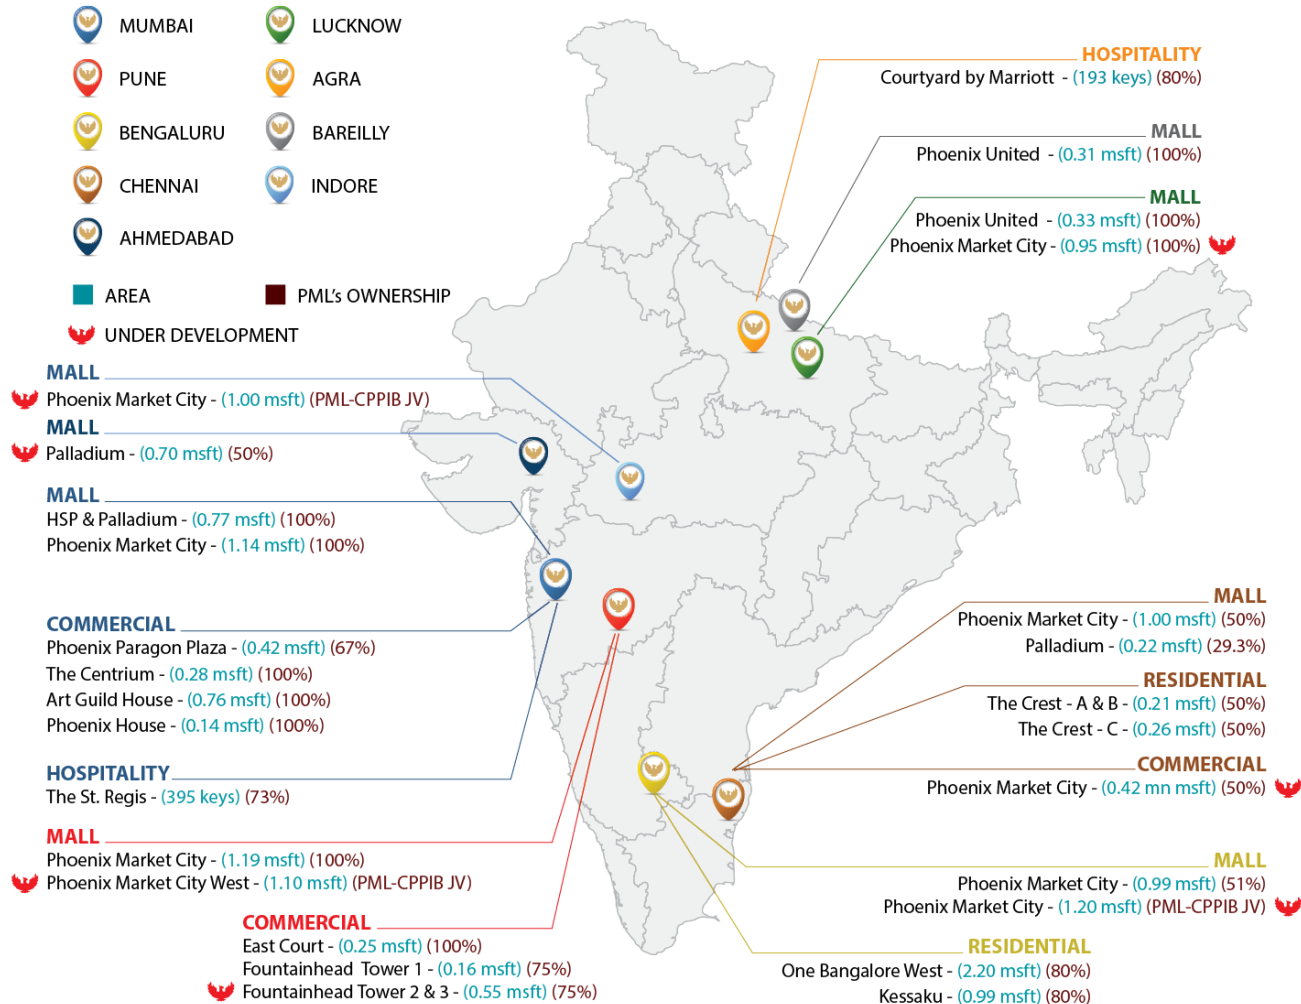 MUMBAI
LUCKNOW
PUNE
AGRA
BENGALURU
BAREILLY
CHENNAI
INDORE
AHMEDABAD
AREA
PML's OWNERSHIP
UNDER DEVELOPMENT
HOSPITALITY
Courtyard by Marriott - (193 keys) (80%)
MALL
Phoenix United - (0.31 msft) (100%)
MALL
Phoenix United - (0.33 msft) (100%)
Phoenix Market City - (0.95 msft) (100%)
MALL
Phoenix Market City - (1.00 msft) (PML-CPPIB JV)
MALL
Palladium - (0.70 msft) (50%)
MALL
HSP & Palladium - (0.77 msft) (100%)
Phoenix Market City - (1.14 msft) (100%)
COMMERCIAL
Phoenix Paragon Plaza - (0.42 msft) (67%)
The Centrium - (0.28 msft) (100%)
Art Guild House - (0.76 msft) (100%)
Phoenix House - (0.14 msft) (100%)
HOSPITALITY
The St. Regis - (395 keys) (73%)
MALL
Phoenix Market City - (1.19 msft) (100%)
Phoenix Market City West - (1.10 msft) (PML-CPPIB JV)
COMMERCIAL
East Court - (0.25 msft) (100%)
Fountainhead Tower 1 - (0.16 msft) (75%)
Fountainhead Tower 2 & 3 - (0.55 msft) (75%)
MALL
Phoenix Market City - (1.00 msft) (50%)
Palladium - (0.22 msft) (29.3%)
RESIDENTIAL
The Crest - A & B - (0.21 msft) (50%)
The Crest - C - (0.26 msft) (50%)
COMMERCIAL
Phoenix Market City - (0.42 mn msft) (50%)
MALL
Phoenix Market City - (0.99 msft) (51%)
Phoenix Market City - (1.20 msft) (PML-CPPIB JV)
RESIDENTIAL
One Bangalore West - (2.20 msft) (80%)
Kessaku - (0.99 msft) (80%)